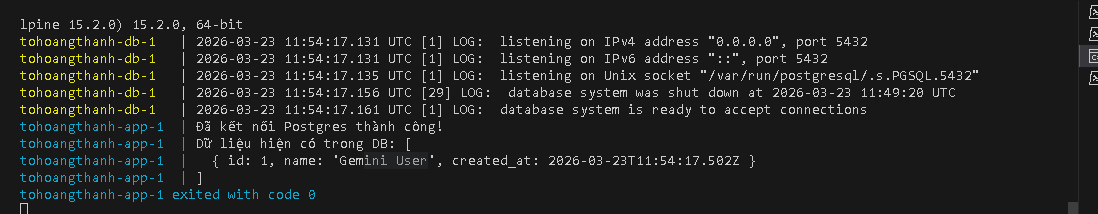 lpine 15.2.0) 15.2.0, 64-bit
tohoangthanh-db-1   | 2026-03-23 11:54:17.131 UTC [1] LOG:  listening on IPv4 address "0.0.0.0", port 5432
tohoangthanh-db-1   | 2026-03-23 11:54:17.131 UTC [1] LOG:  listening on IPv6 address "::", port 5432
tohoangthanh-db-1   | 2026-03-23 11:54:17.135 UTC [1] LOG:  listening on Unix socket "/var/run/postgresql/.s.PGSQL.5432"
tohoangthanh-db-1   | 2026-03-23 11:54:17.156 UTC [29] LOG:  database system was shut down at 2026-03-23 11:49:20 UTC
tohoangthanh-db-1   | 2026-03-23 11:54:17.161 UTC [1] LOG:  database system is ready to accept connections
tohoangthanh-app-1  | Đã kết nối Postgres thành công!
tohoangthanh-app-1  | Dữ liệu hiện có trong DB: [
tohoangthanh-app-1  |   { id: 1, name: 'Gemini User', created_at: 2026-03-23T11:54:17.502Z }
tohoangthanh-app-1  | ]
tohoangthanh-app-1 exited with code 0